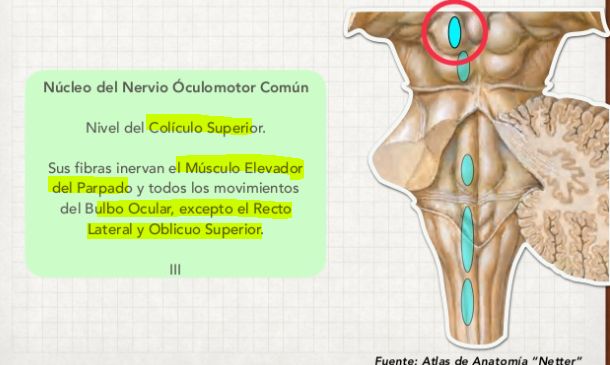 Núcleo del Nervio Óculomotor Común
Nivel del Colículo Superior.
Sus fibras inervan el Músculo Elevador
del Parpado y todos los movimientos
del Bulbo Ocular, excepto el Recto
Lateral y Oblicuo Superior.
III
Fuente: Atlas de Anatomía "Netter"